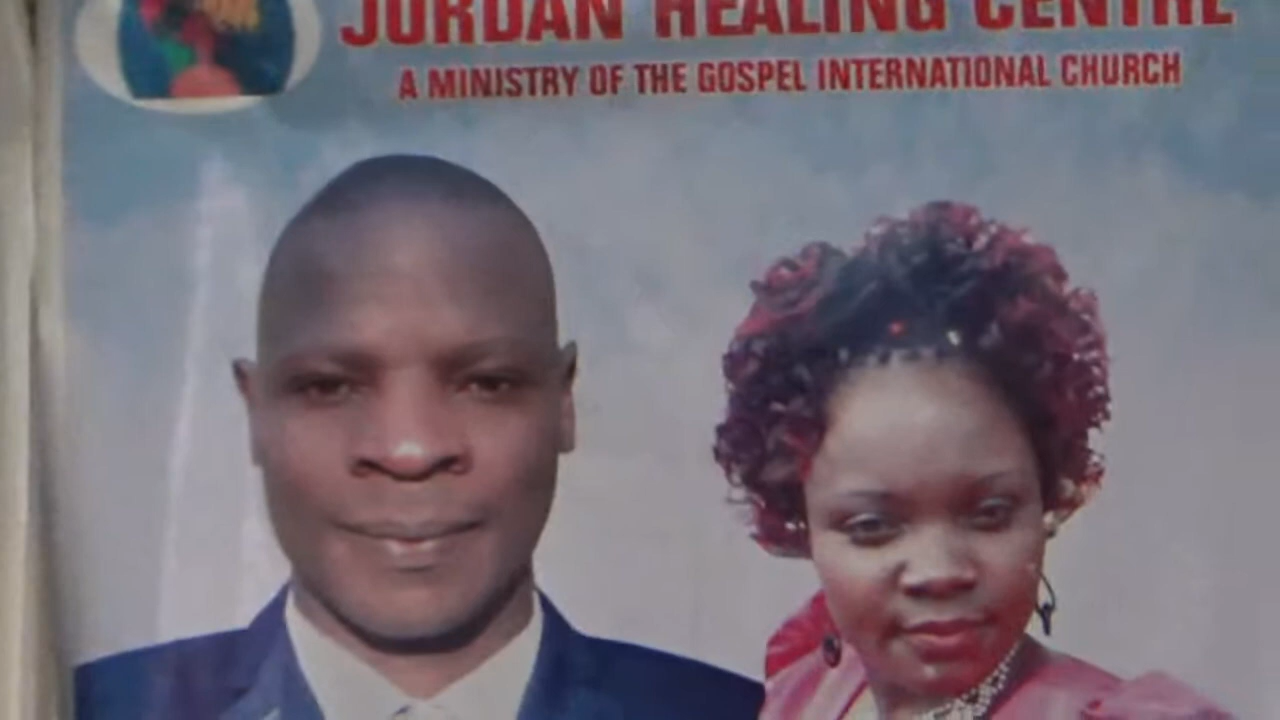 JORDAN HEALING CENTRE
A MINISTRY OF THE GOSPEL INTERNATIONAL CHURCH